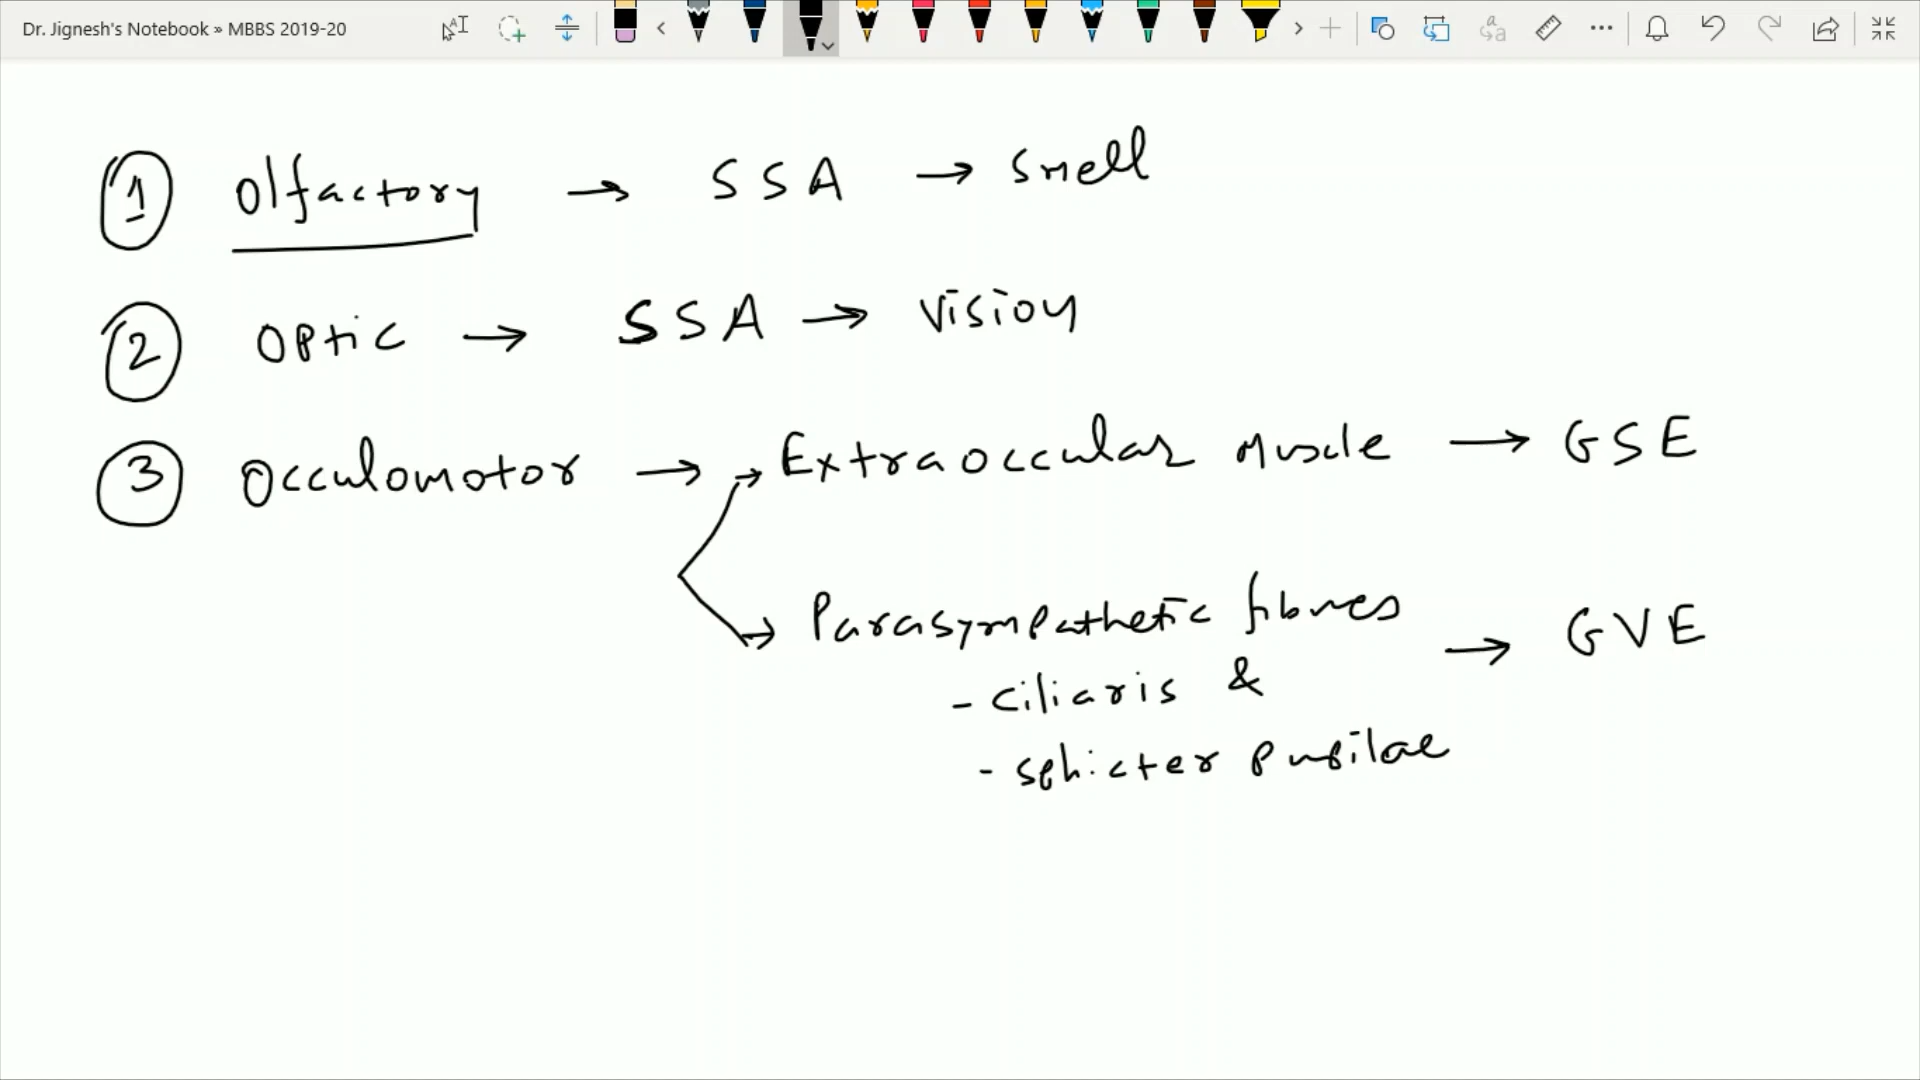 Dr. Jignesh's Notebook » MBBS 2019-20
1 Olfactory → SSA → Smell
2 Optic → SSA → Vision
3 Occulomotor → → Extraoccular Muscle → GSE
→ Parasympathetic fibres → GVE
- Ciliaris &
- Sphicter Pupilae